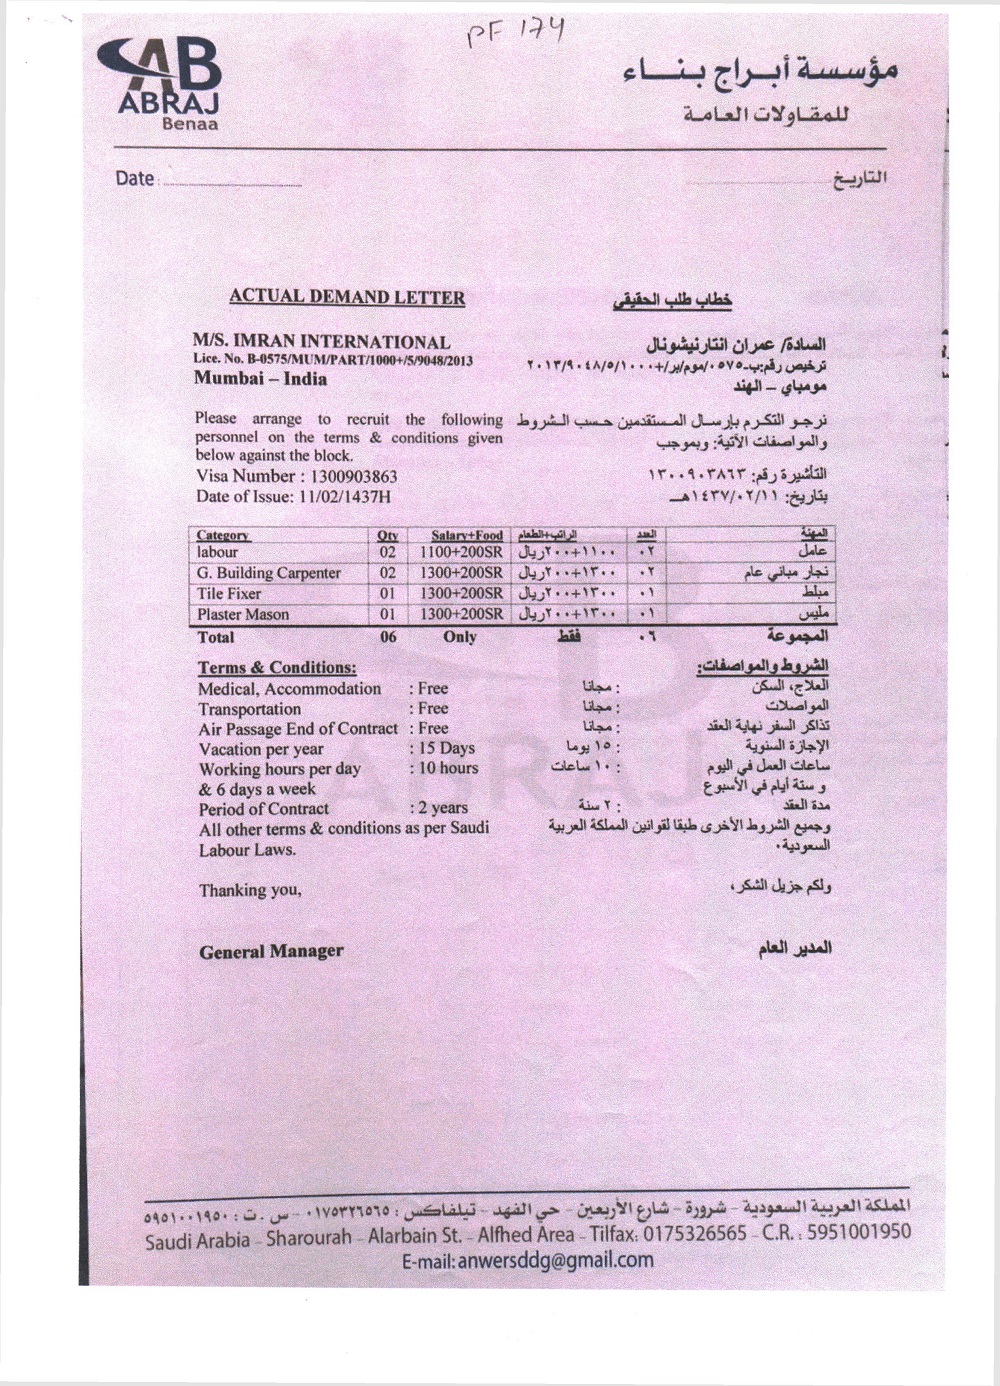 PF 174
AB
ABRAJ
Benaa
مؤسسة أبراج بناء
للمقاولات العامة
Date
التاريخ
ACTUAL DEMAND LETTER
خطاب طلب الحقيقي
M/S. IMRAN INTERNATIONAL
السادة/ عمران انتارنيشونال
Lice. No. B-0575/MUM/PART/1000+/5/9048/2013
ترخيص رقم:ب-٠٥٧٥/موم/بر/+١٠٠٠/٥/٩٠٤٨/٢٠١٣
Mumbai – India
مومباي – الهند
Please arrange to recruit the following
personnel on the terms & conditions given
below against the block.
نرجو التكرم بإرسال المستقدمين حسب الشروط
والمواصفات الآتية: وبموجب
Visa Number : 1300903863
التأشيرة رقم: ١٣٠٠٩٠٣٨٦٣
Date of Issue: 11/02/1437H
بتاريخ: ١٤٣٧/٠٢/١١هـ
Category Qty Salary+Food الراتب+الطعام العدد المهنة
labour 02 1100+200SR ١١٠٠+٢٠٠ريال ٠٢ عامل
G. Building Carpenter 02 1300+200SR ١٣٠٠+٢٠٠ريال ٠٢ نجار مباني عام
Tile Fixer 01 1300+200SR ١٣٠٠+٢٠٠ريال ٠١ مبلط
Plaster Mason 01 1300+200SR ١٣٠٠+٢٠٠ريال ٠١ مليس
Total 06 Only فقط ٠٦ المجموعة
Terms & Conditions:
الشروط والمواصفات:
Medical, Accommodation : Free
العلاج، السكن : مجانا
Transportation : Free
المواصلات : مجانا
Air Passage End of Contract : Free
تذاكر السفر نهاية العقد : مجانا
Vacation per year : 15 Days
الإجازة السنوية : ١٥ يوما
Working hours per day : 10 hours
ساعات العمل في اليوم : ١٠ ساعات
& 6 days a week
و ستة أيام في الأسبوع
Period of Contract : 2 years
مدة العقد : ٢ سنة
All other terms & conditions as per Saudi
Labour Laws.
وجميع الشروط الأخرى طبقا لقوانين المملكة العربية
السعودية.
Thanking you,
ولكم جزيل الشكر،
General Manager
المدير العام
المملكة العربية السعودية - شرورة - شارع الأربعين - حي الفهد - تيلفاكس : ٠١٧٥٣٢٦٥٦٥ - س . ت : ٥٩٥١٠٠١٩٥٠
Saudi Arabia - Sharourah - Alarbain St. - Alfhed Area - Tilfax: 0175326565 - C.R.: 5951001950
E-mail: anwersddg@gmail.com